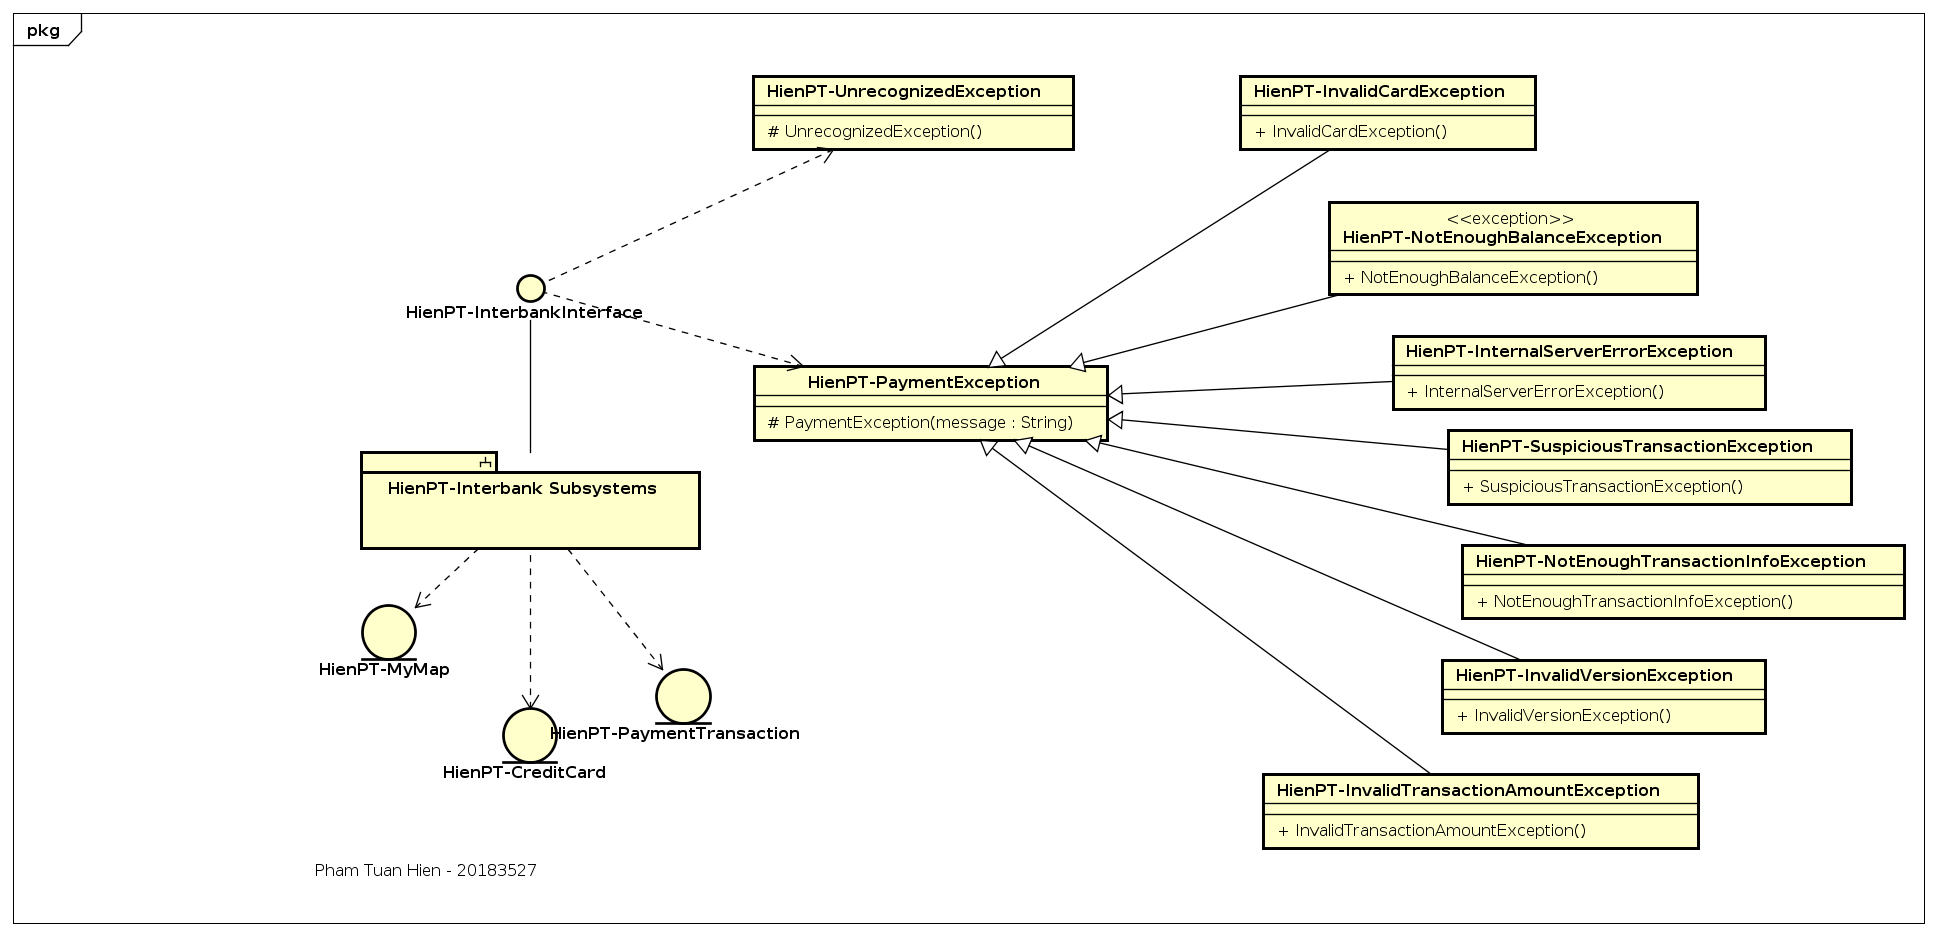 pkg
HienPT-UnrecognizedException
# UnrecognizedException()
HienPT-InvalidCardException
+ InvalidCardException()
<<exception>>
HienPT-NotEnoughBalanceException
+ NotEnoughBalanceException()
HienPT-InterbankInterface
HienPT-PaymentException
# PaymentException(message : String)
HienPT-InternalServerErrorException
+ InternalServerErrorException()
HienPT-SuspiciousTransactionException
+ SuspiciousTransactionException()
HienPT-Interbank Subsystems
HienPT-NotEnoughTransactionInfoException
+ NotEnoughTransactionInfoException()
HienPT-MyMap
HienPT-InvalidVersionException
+ InvalidVersionException()
HienPT-PaymentTransaction
HienPT-CreditCard
HienPT-InvalidTransactionAmountException
+ InvalidTransactionAmountException()
Pham Tuan Hien - 20183527